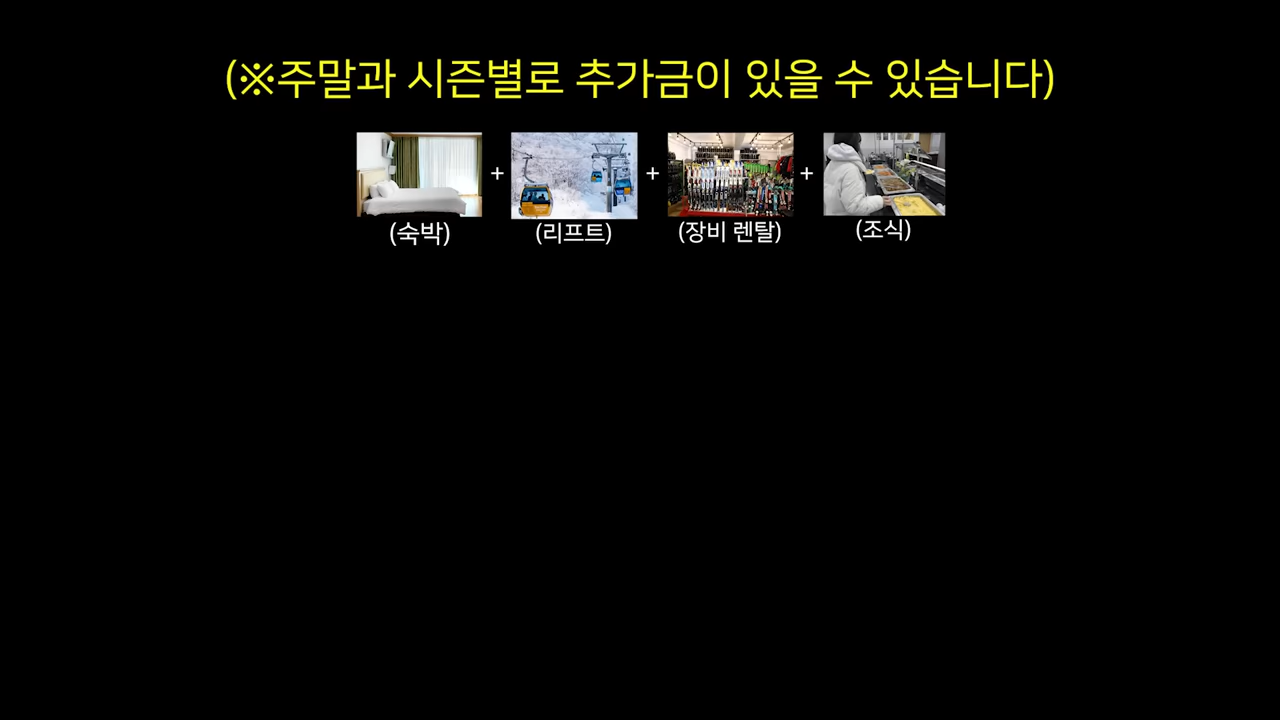 (※주말과 시즌별로 추가금이 있을 수 있습니다)
+ + +
(숙박) (리프트) (장비 렌탈) (조식)